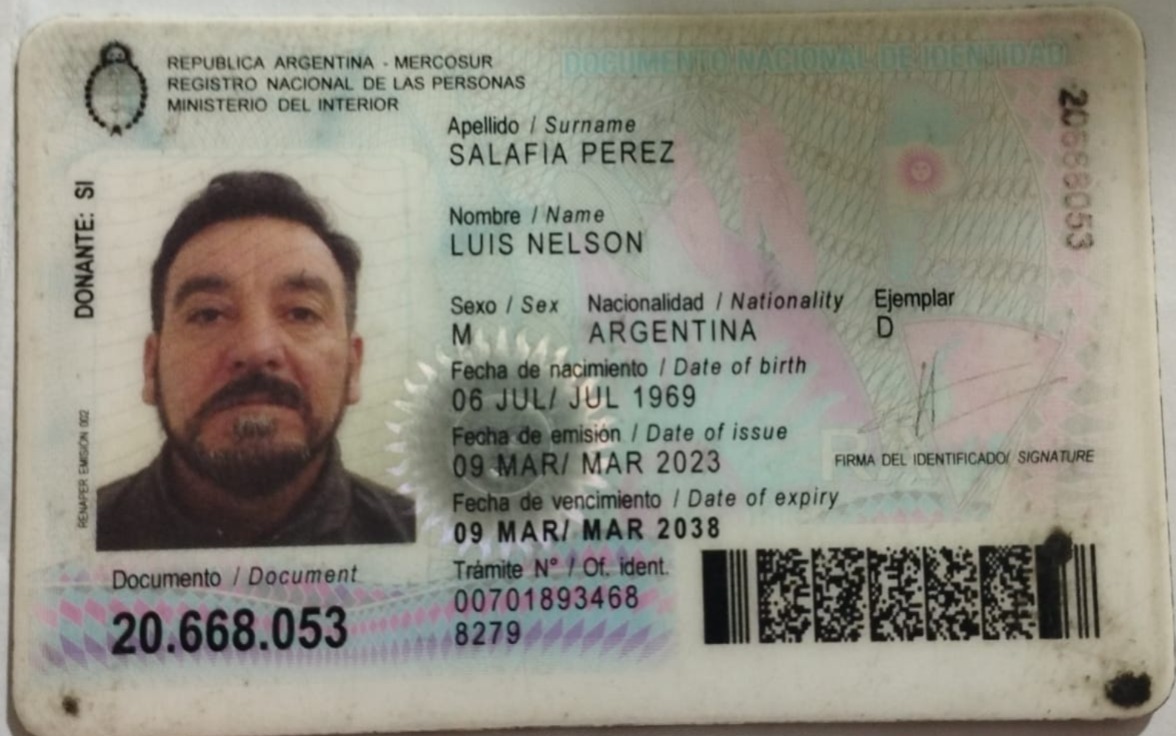 REPUBLICA ARGENTINA - MERCOSUR
REGISTRO NACIONAL DE LAS PERSONAS
MINISTERIO DEL INTERIOR
DOCUMENTO NACIONAL DE IDENTIDAD
20668053
Apellido / Surname
SALAFIA PEREZ
Nombre / Name
LUIS NELSON
Sexo / Sex Nacionalidad / Nationality Ejemplar
M ARGENTINA D
Fecha de nacimiento / Date of birth
06 JUL/ JUL 1969
Fecha de emisión / Date of issue
09 MAR/ MAR 2023
FIRMA DEL IDENTIFICADO/ SIGNATURE
Fecha de vencimiento / Date of expiry
09 MAR/ MAR 2038
DONANTE: SI
RENAPER EMISIÓN 002
Documento / Document
20.668.053
Trámite N° / Of. ident.
00701893468
8279